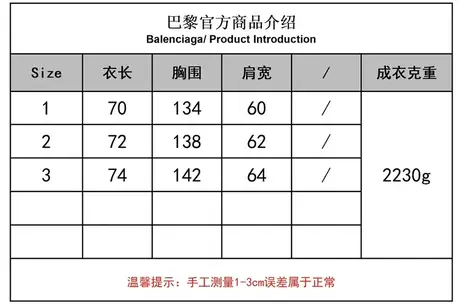 巴黎官方商品介绍
Balenciaga/ Product Introduction
Size 衣长 胸围 肩宽 / 成衣克重
1 70 134 60 /
2 72 138 62 /
3 74 142 64 / 2230g
温馨提示：手工测量1-3cm误差属于正常